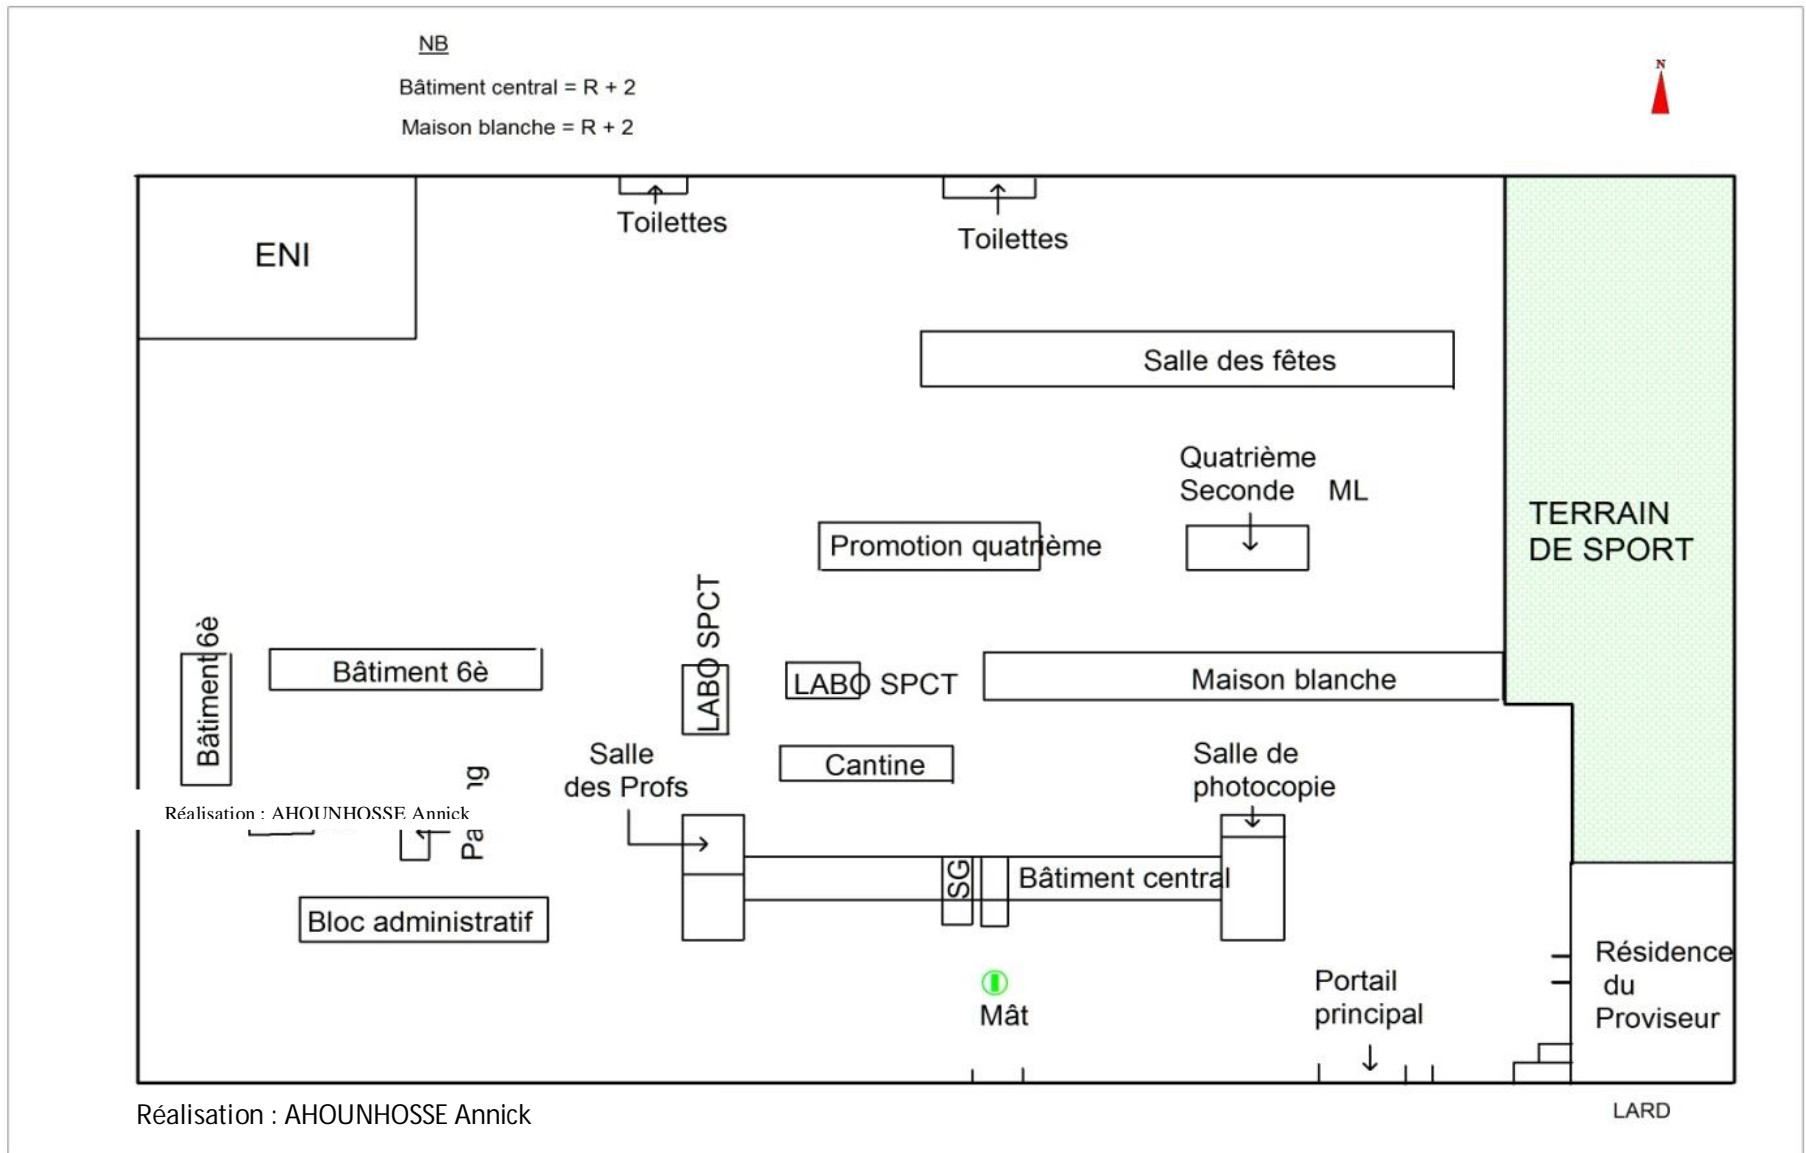 NB
N
Bâtiment central = R + 2
Maison blanche = R + 2
ENI
Toilettes
Toilettes
Salle des fêtes
Quatrième
Seconde ML
TERRAIN
DE SPORT
Promotion quatrième
LABO SPCT
Bâtiment 6è
Bâtiment 6è
LABO SPCT
Maison blanche
Salle
des Profs
Cantine
Salle de
photocopie
Réalisation : AHOUNHOSSE Annick
SG
Bâtiment central
Bloc administratif
Résidence
du
Proviseur
Portail
principal
Mât
Réalisation : AHOUNHOSSE Annick
LARD